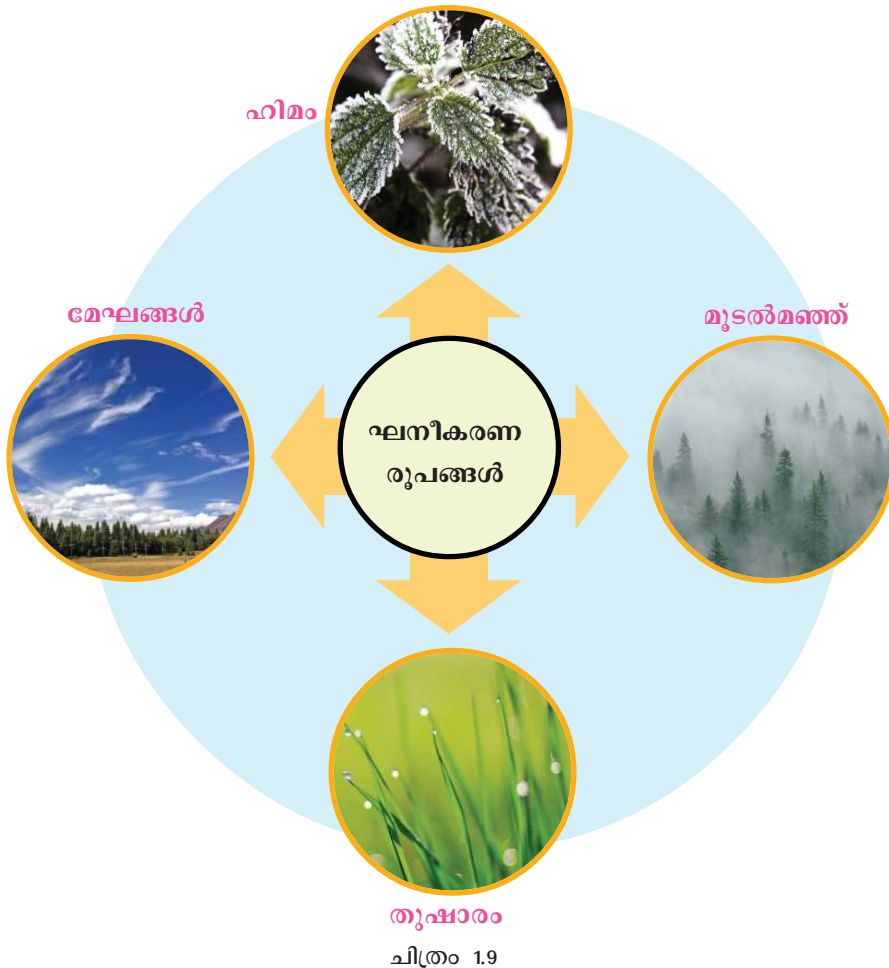 ഹിമം
മേഘങ്ങൾ
മൂടൽമഞ്ഞ്
ഘനീകരണ
രൂപങ്ങൾ
തുഷാരം
ചിത്രം 1.9